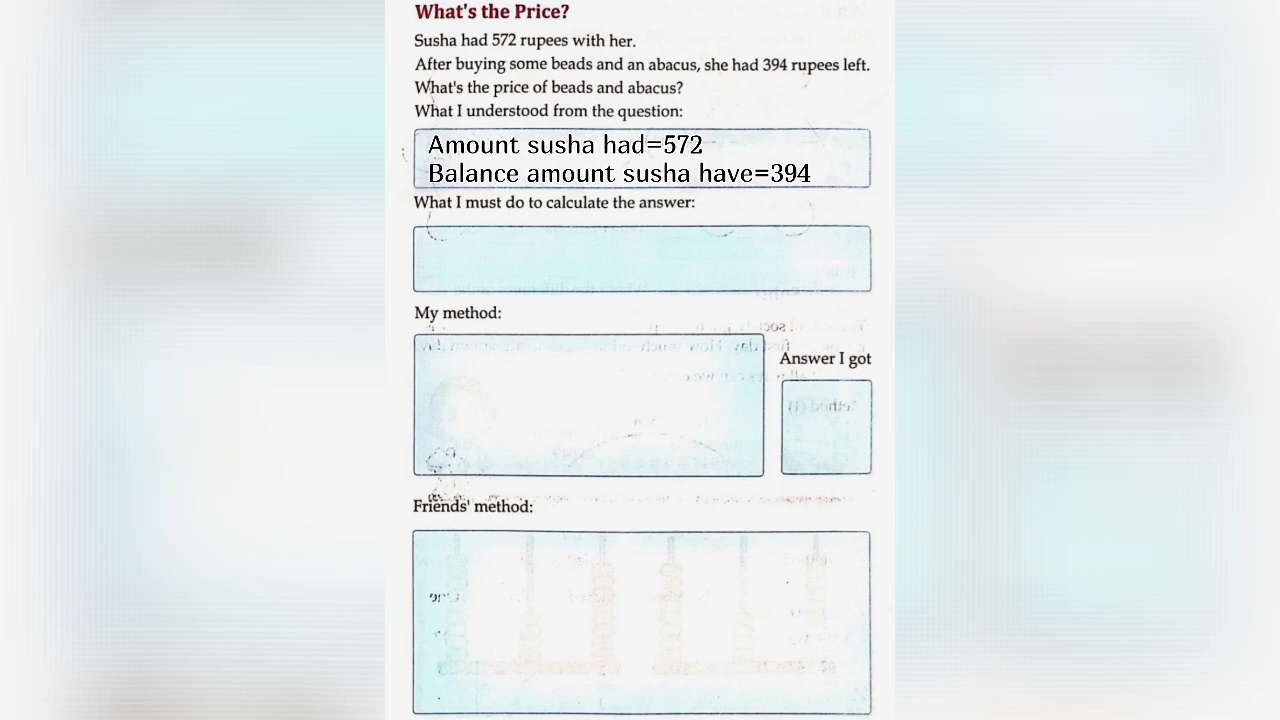 What's the Price?
Susha had 572 rupees with her.
After buying some beads and an abacus, she had 394 rupees left.
What's the price of beads and abacus?
What I understood from the question:
Amount susha had=572
Balance amount susha have=394
What I must do to calculate the answer:
My method:
Answer I got
Friends' method: